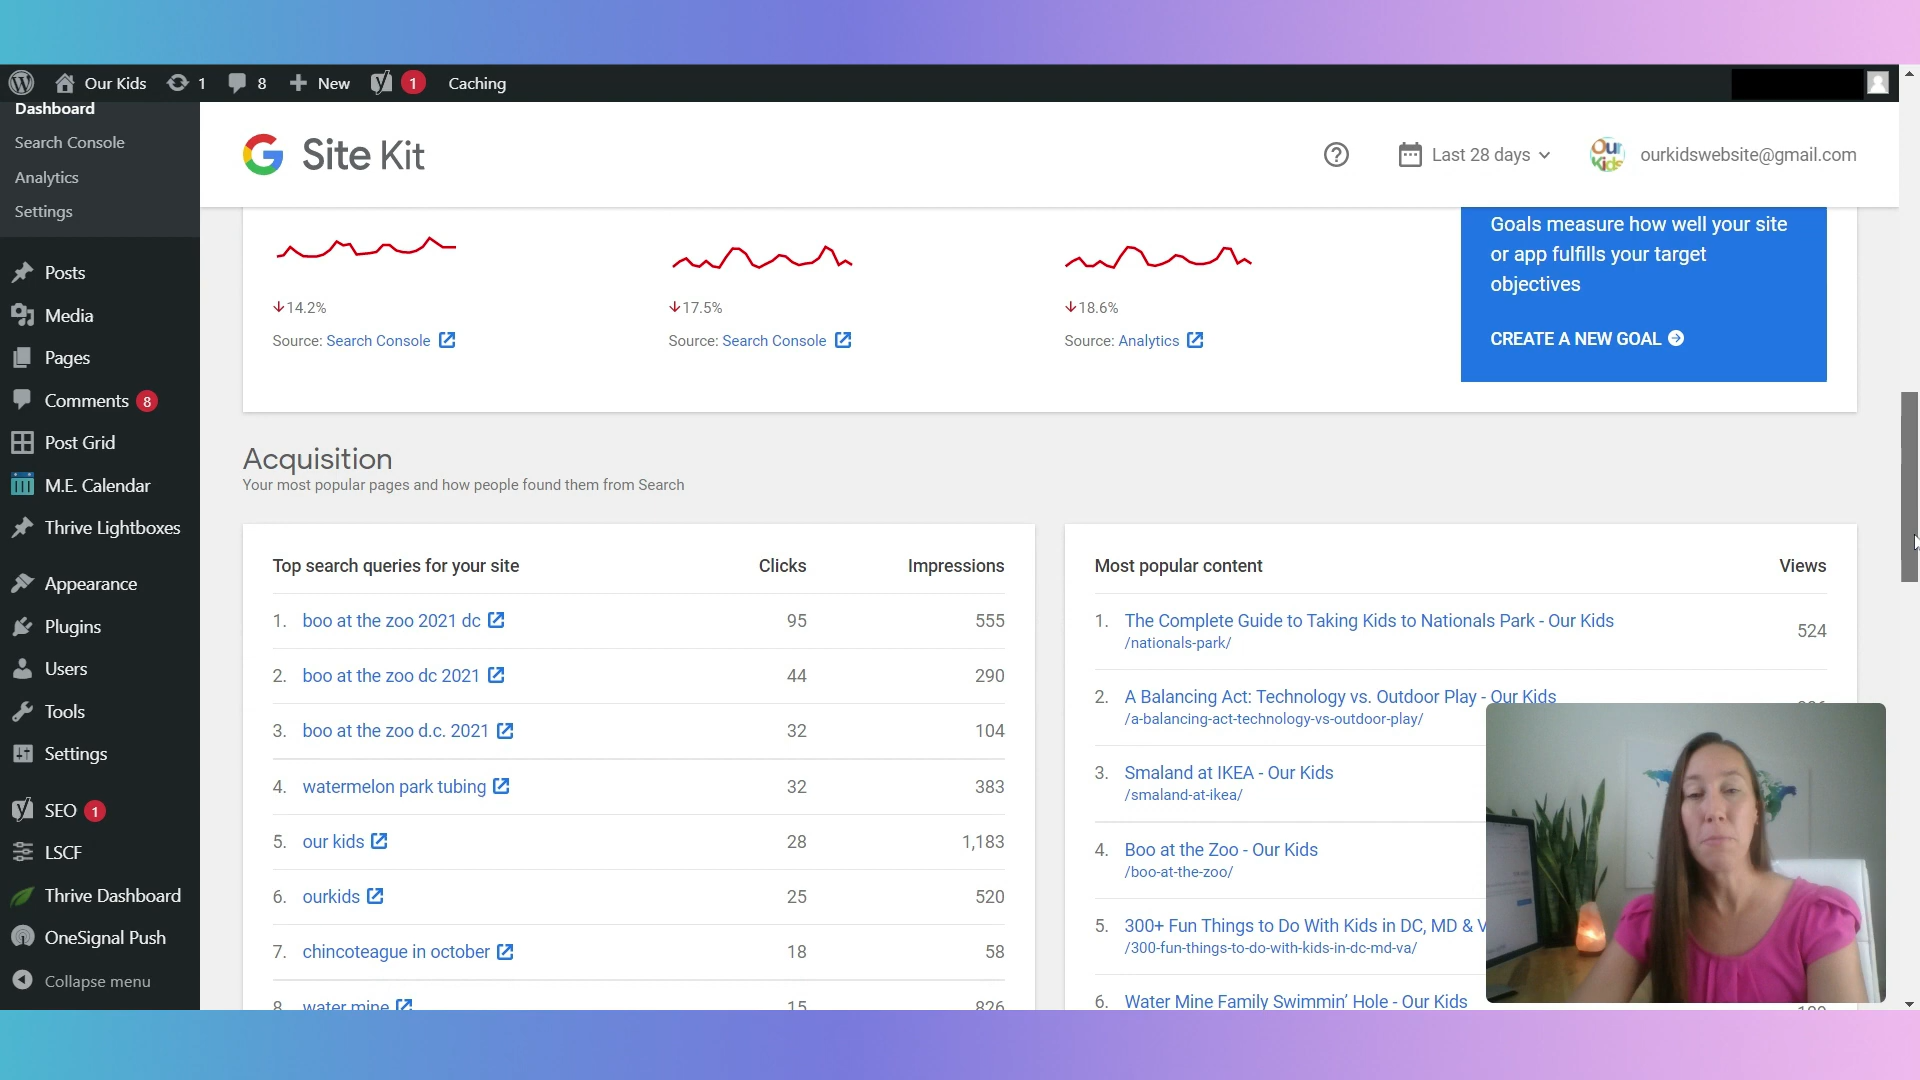 Our Kids 1 8 New 1 Caching
Dashboard
Search Console
Analytics
Settings
Posts
Media
Pages
Comments 8
Post Grid
M.E. Calendar
Thrive Lightboxes
Appearance
Plugins
Users
Tools
Settings
SEO 1
LSCF
Thrive Dashboard
OneSignal Push
Collapse menu
Site Kit
Last 28 days
Our Kids
ourkidswebsite@gmail.com
14.2%
Source: Search Console
17.5%
Source: Search Console
18.6%
Source: Analytics
Goals measure how well your site
or app fulfills your target
objectives
CREATE A NEW GOAL
Acquisition
Your most popular pages and how people found them from Search
Top search queries for your site Clicks Impressions
1. boo at the zoo 2021 dc 95 555
2. boo at the zoo dc 2021 44 290
3. boo at the zoo d.c. 2021 32 104
4. watermelon park tubing 32 383
5. our kids 28 1,183
6. ourkids 25 520
7. chincoteague in october 18 58
8. water mine 15 826
Most popular content Views
1. The Complete Guide to Taking Kids to Nationals Park - Our Kids
/nationals-park/
524
2. A Balancing Act: Technology vs. Outdoor Play - Our Kids
/a-balancing-act-technology-vs-outdoor-play/
3. Smaland at IKEA - Our Kids
/smaland-at-ikea/
4. Boo at the Zoo - Our Kids
/boo-at-the-zoo/
5. 300+ Fun Things to Do With Kids in DC, MD & V
/300-fun-things-to-do-with-kids-in-dc-md-va/
6. Water Mine Family Swimmin' Hole - Our Kids